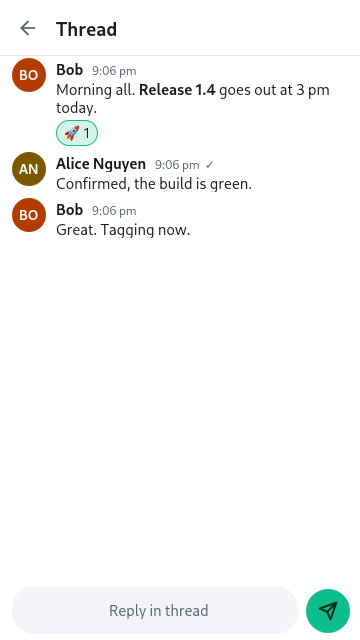 Thread
BO
Bob 9:06 pm
Morning all. Release 1.4 goes out at 3 pm
today.
🚀 1
AN
Alice Nguyen 9:06 pm ✓
Confirmed, the build is green.
BO
Bob 9:06 pm
Great. Tagging now.
Reply in thread